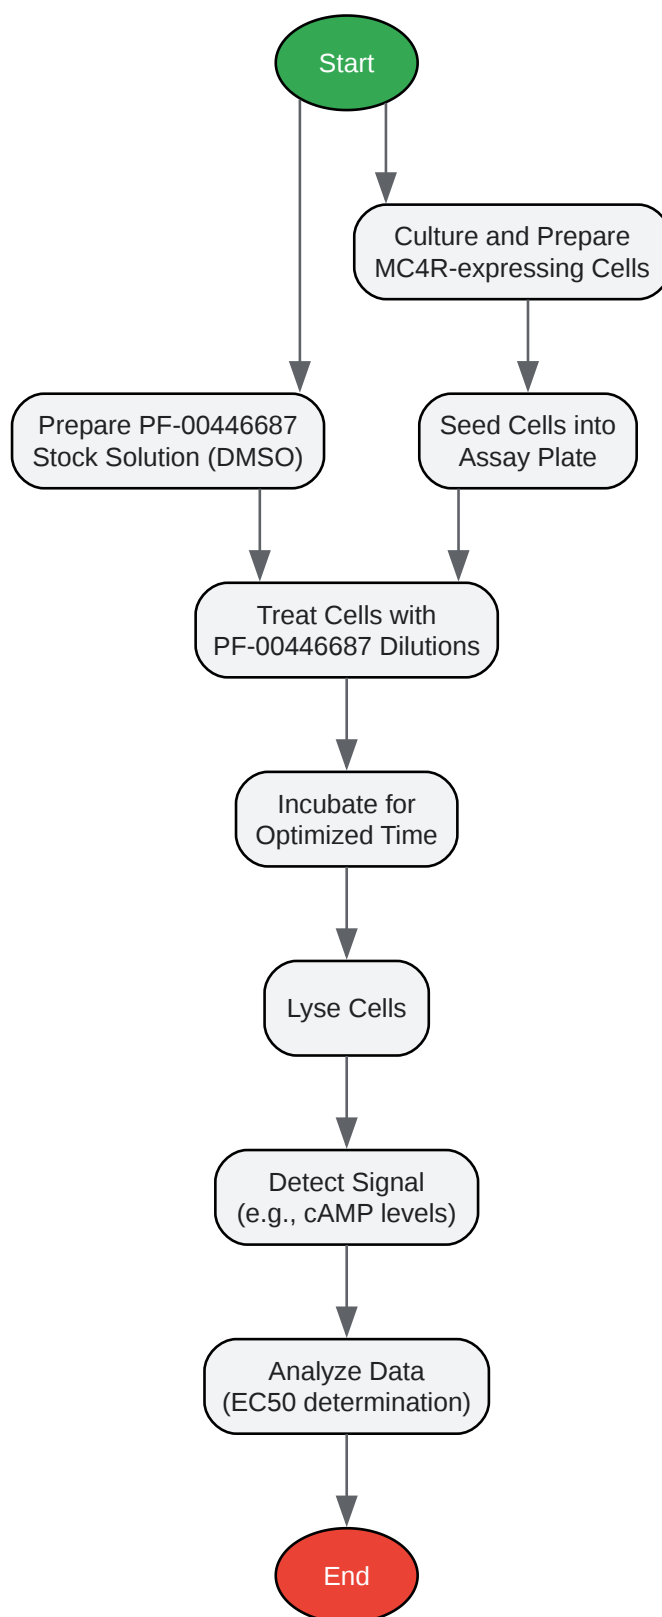 Start
Culture and Prepare
MC4R-expressing Cells
Prepare PF-00446687
Stock Solution (DMSO)
Seed Cells into
Assay Plate
Treat Cells with
PF-00446687 Dilutions
Incubate for
Optimized Time
Lyse Cells
Detect Signal
(e.g., cAMP levels)
Analyze Data
(EC50 determination)
End